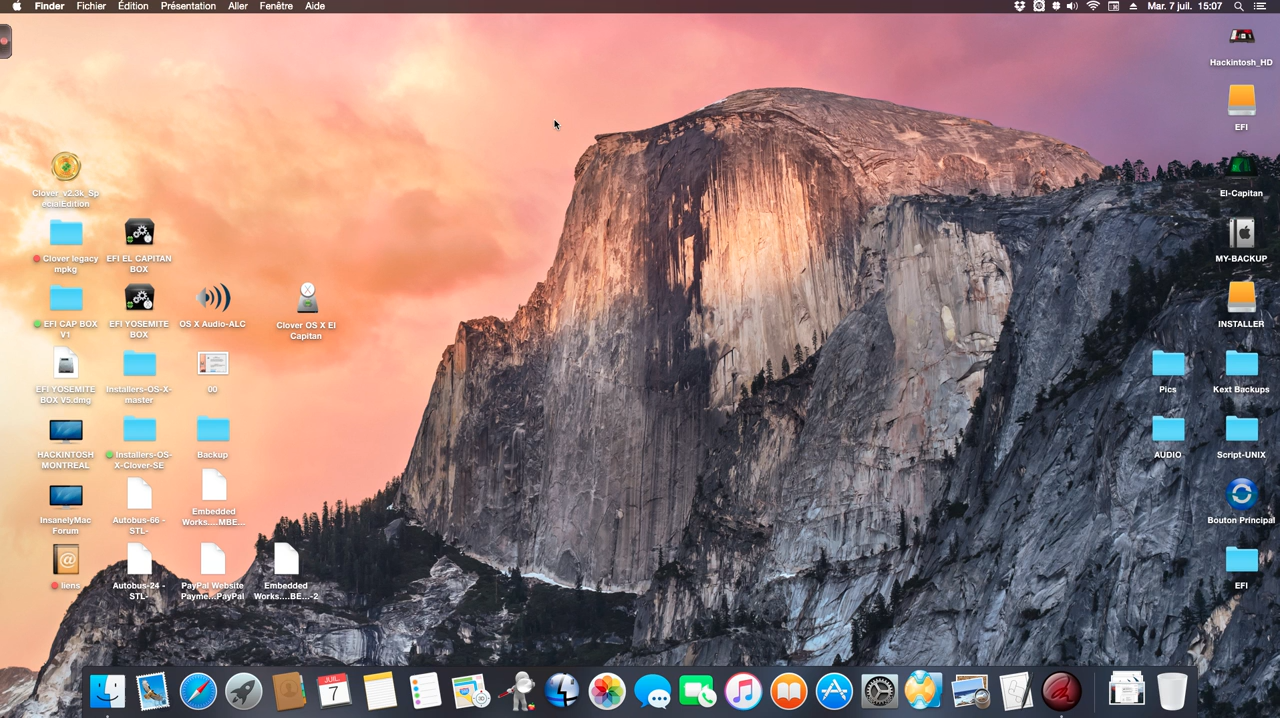 Finder Fichier Édition Présentation Aller Fenêtre Aide
Mar. 7 juil. 15:07
Hackintosh_HD
EFI
Clover_v2.3k_Sp
ecialEdition
El-Capitan
Clover legacy
mpkg
EFI EL CAPITAN
BOX
MY-BACKUP
EFI CAP BOX
V1
EFI YOSEMITE
BOX
OS X Audio-ALC
Clover OS X El
Capitan
INSTALLER
EFI YOSEMITE
BOX V5.dmg
Installers-OS-X-
master
00
Pics
Kext Backups
HACKINTOSH
MONTREAL
Installers-OS-
X-Clover-SE
Backup
AUDIO
Script-UNIX
InsanelyMac
Forum
Autobus-66 -
STL-
Embedded
Works....MBE...
Bouton Principal
liens
Autobus-24 -
STL-
PayPal Website
Payme...PayPal
Embedded
Works....BE...-2
EFI
JUIL.
7
3D